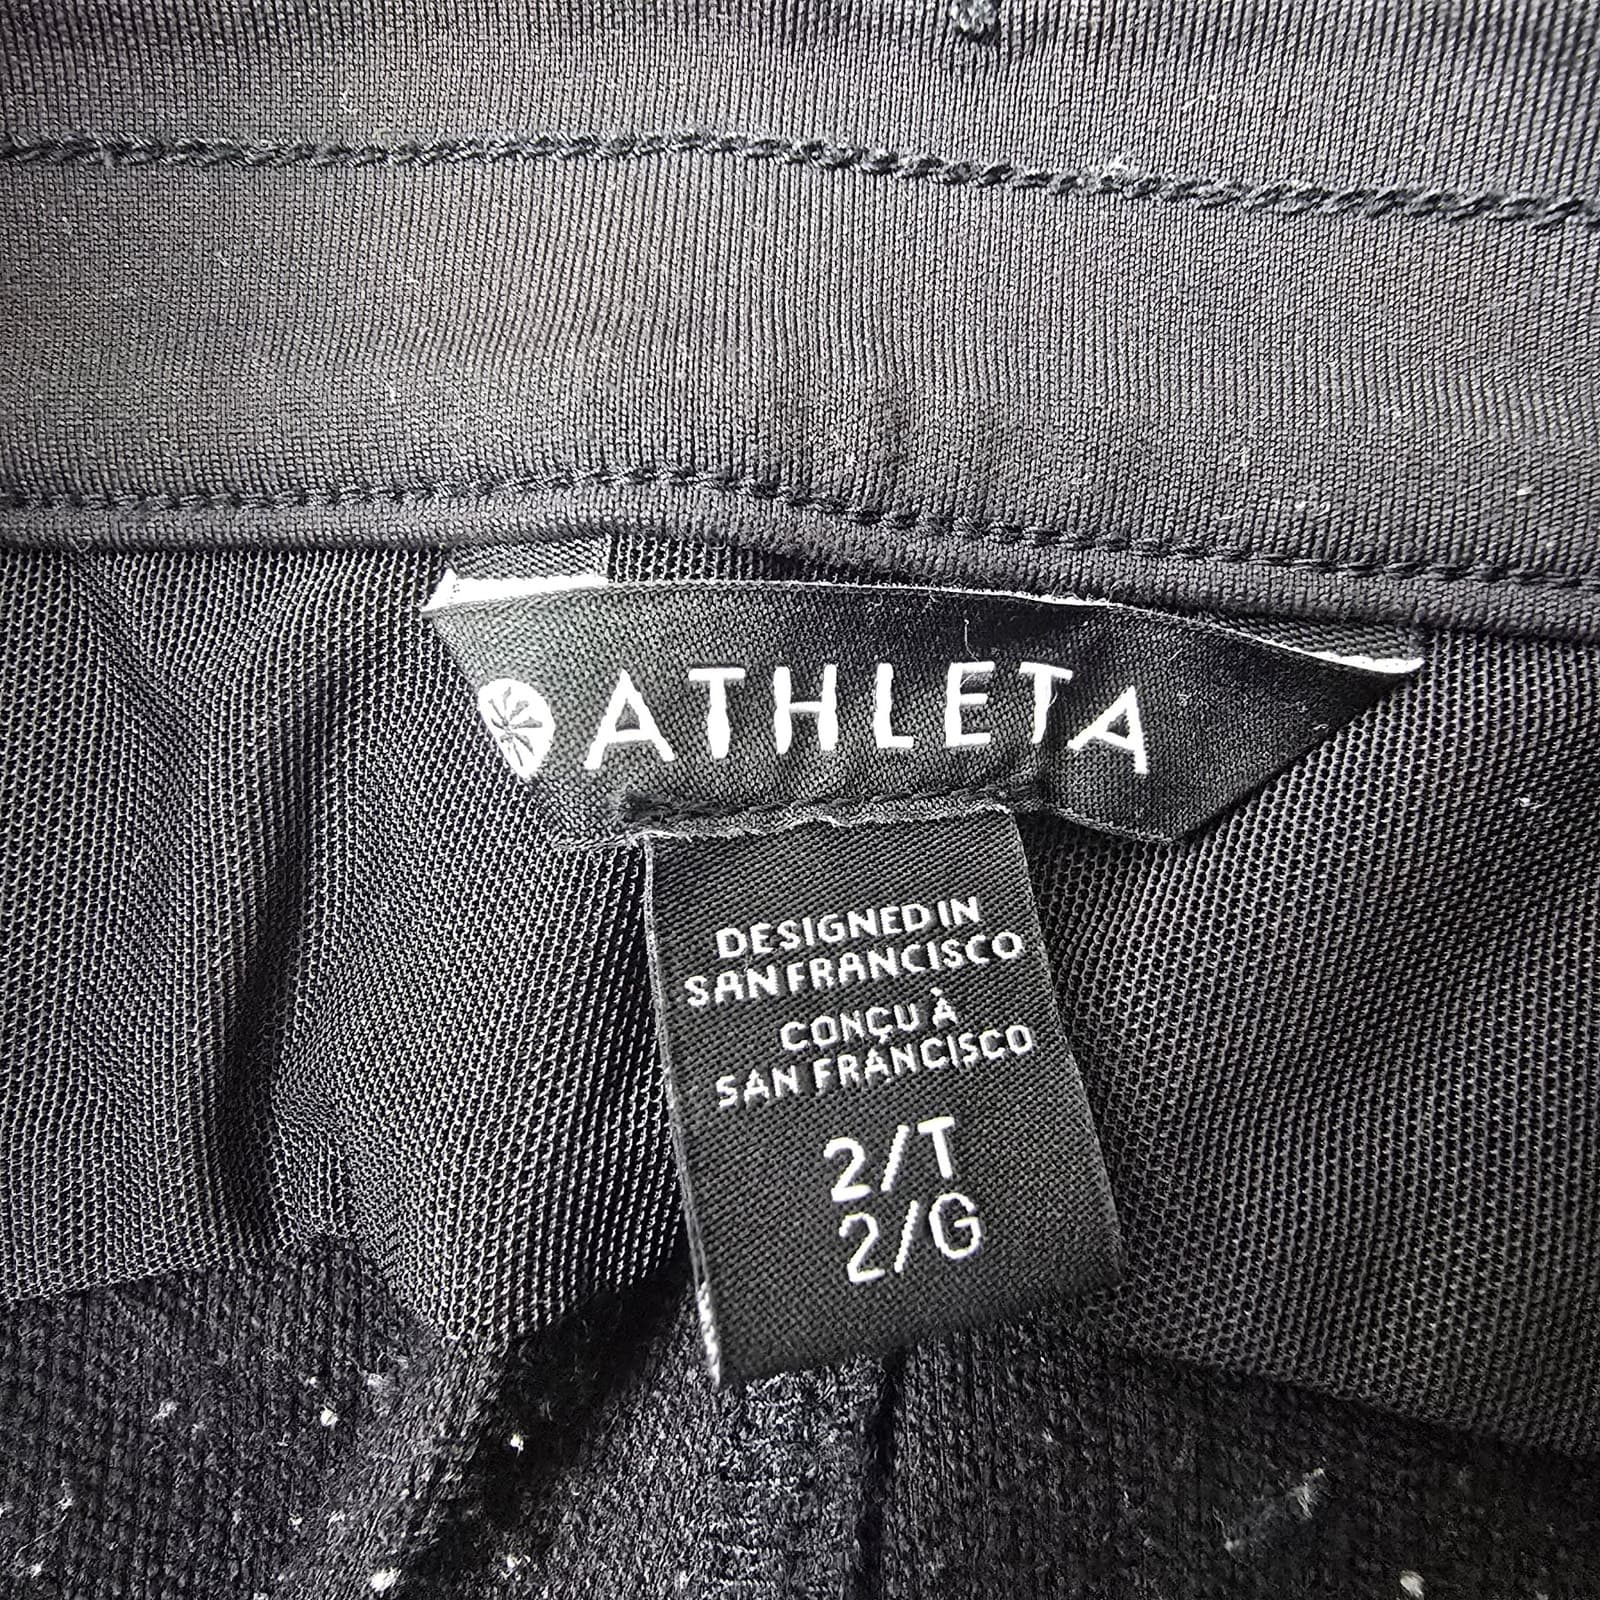 ATHLETA
DESIGNED IN
SAN FRANCISCO
CONÇU À
SAN FRANCISCO
2/T
2/G